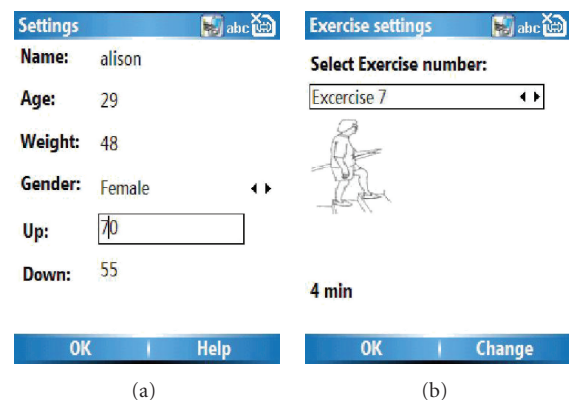 Settings abc
Name: alison
Age: 29
Weight: 48
Gender: Female
Up: 70
Down: 55
OK Help
(a)
Exercise settings abc
Select Exercise number:
Excercise 7
4 min
OK Change
(b)